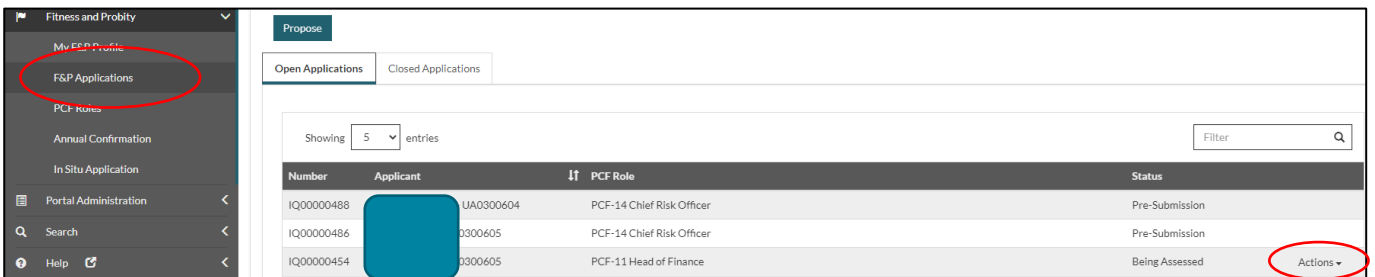 Fitness and Probity
My F&P Profile
F&P Applications
PCF Roles
Annual Confirmation
In Situ Application
Portal Administration
Search
Help
Propose
Open Applications Closed Applications
Showing 5 entries Filter
Number Applicant PCF Role Status
IQ00000488 UA0300604 PCF-14 Chief Risk Officer Pre-Submission
IQ00000486 0300605 PCF-14 Chief Risk Officer Pre-Submission
IQ00000454 0300605 PCF-11 Head of Finance Being Assessed Actions